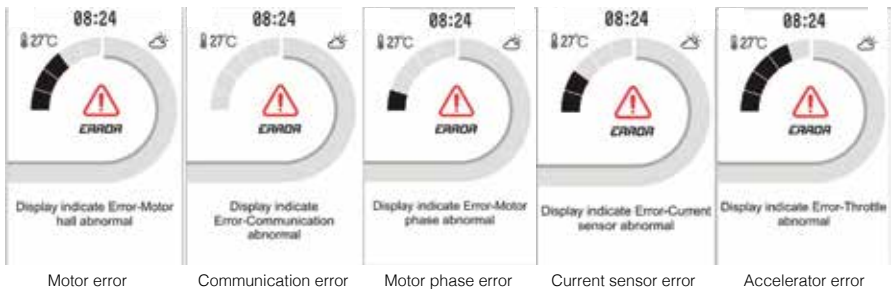 08:24
27°C
ERROR
Display indicate Error-Motor
hall abnormal
Motor error
08:24
27°C
ERROR
Display indicate
Error-Communication
abnormal
Communication error
08:24
27°C
ERROR
Display indicate Error-Motor
phase abnormal
Motor phase error
08:24
27°C
ERROR
Display indicate Error-Current
sensor abnormal
Current sensor error
08:24
27°C
ERROR
Display indicate Error-Throttle
abnormal
Accelerator error